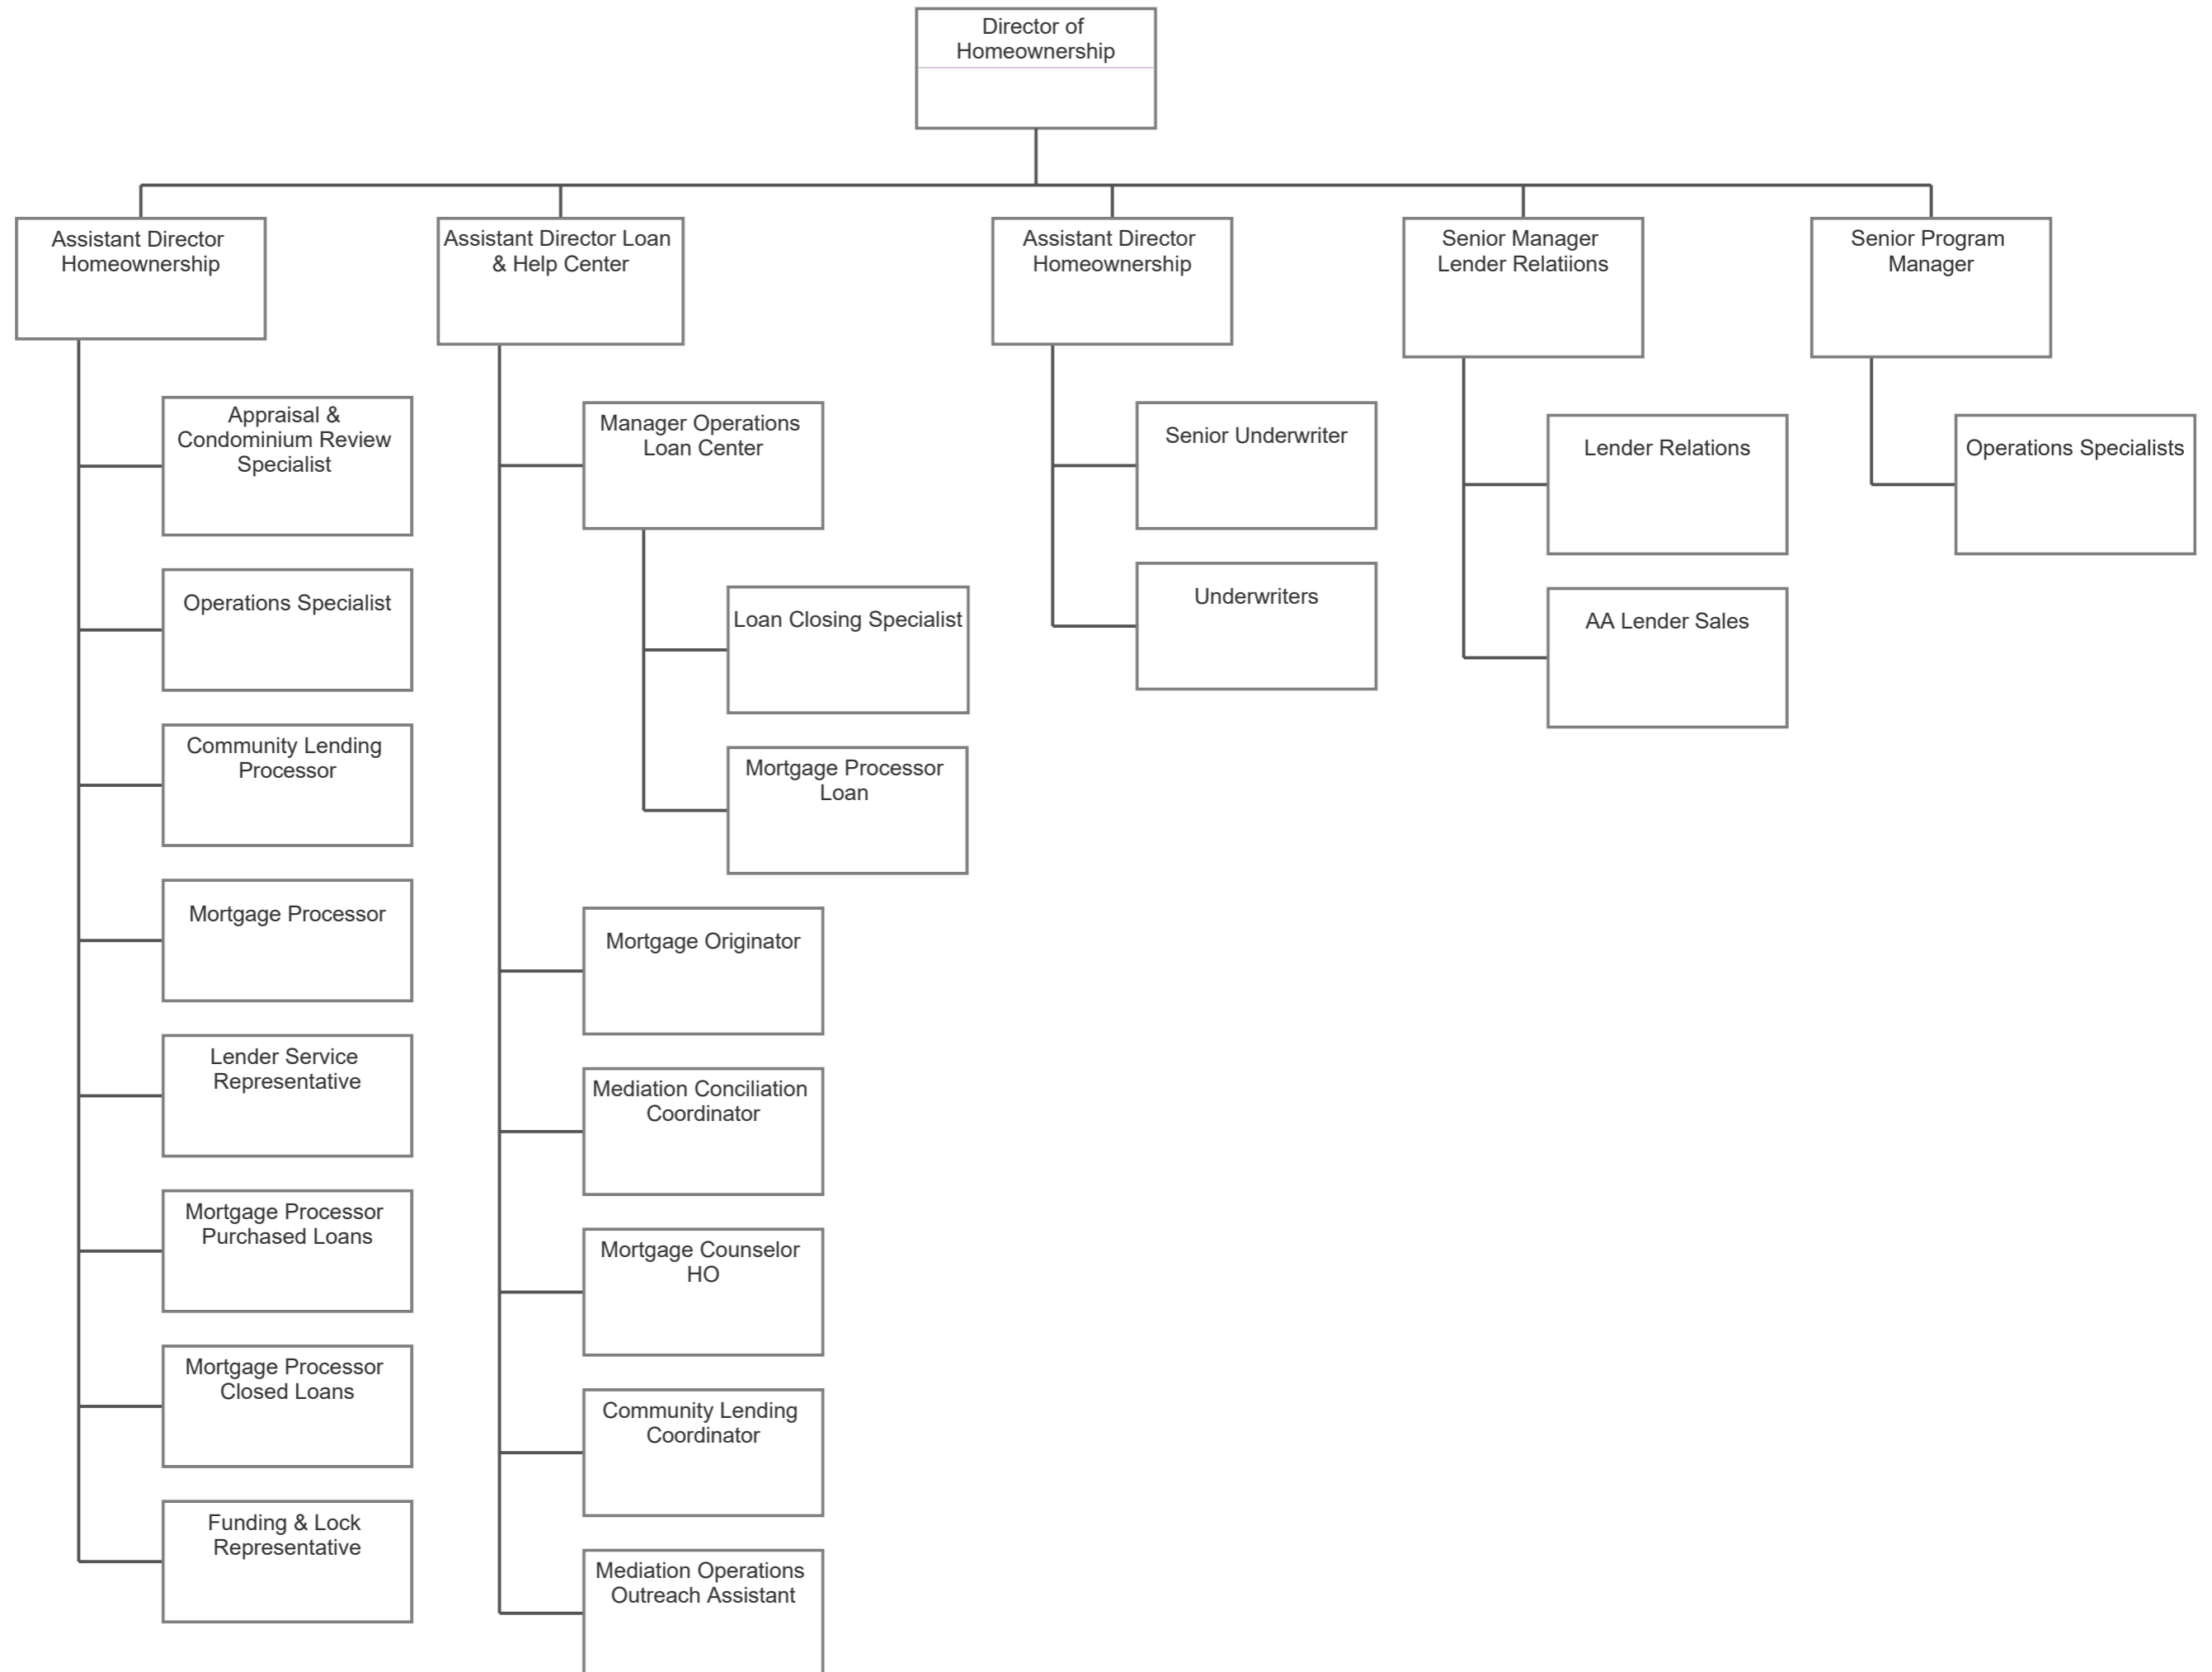 Director of
Homeownership
Assistant Director
Homeownership
Assistant Director Loan
& Help Center
Assistant Director
Homeownership
Senior Manager
Lender Relatiions
Senior Program
Manager
Appraisal &
Condominium Review
Specialist
Operations Specialist
Community Lending
Processor
Mortgage Processor
Lender Service
Representative
Mortgage Processor
Purchased Loans
Mortgage Processor
Closed Loans
Funding & Lock
Representative
Manager Operations
Loan Center
Loan Closing Specialist
Mortgage Processor
Loan
Mortgage Originator
Mediation Conciliation
Coordinator
Mortgage Counselor
HO
Community Lending
Coordinator
Mediation Operations
Outreach Assistant
Senior Underwriter
Underwriters
Lender Relations
AA Lender Sales
Operations Specialists